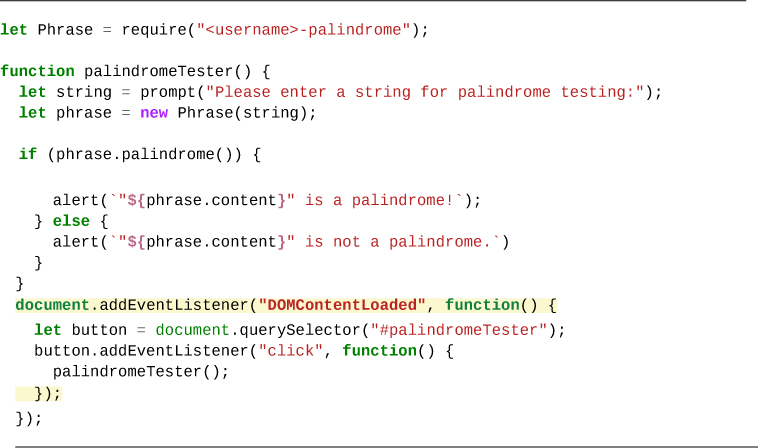 let Phrase = require("<username>-palindrome");
function palindromeTester() {
let string = prompt("Please enter a string for palindrome testing:");
let phrase = new Phrase(string);
if (phrase.palindrome()) {
alert(`"${phrase.content}" is a palindrome!`);
} else {
alert(`"${phrase.content}" is not a palindrome.`)
}
}
document.addEventListener("DOMContentLoaded", function() {
let button = document.querySelector("#palindromeTester");
button.addEventListener("click", function() {
palindromeTester();
});
});